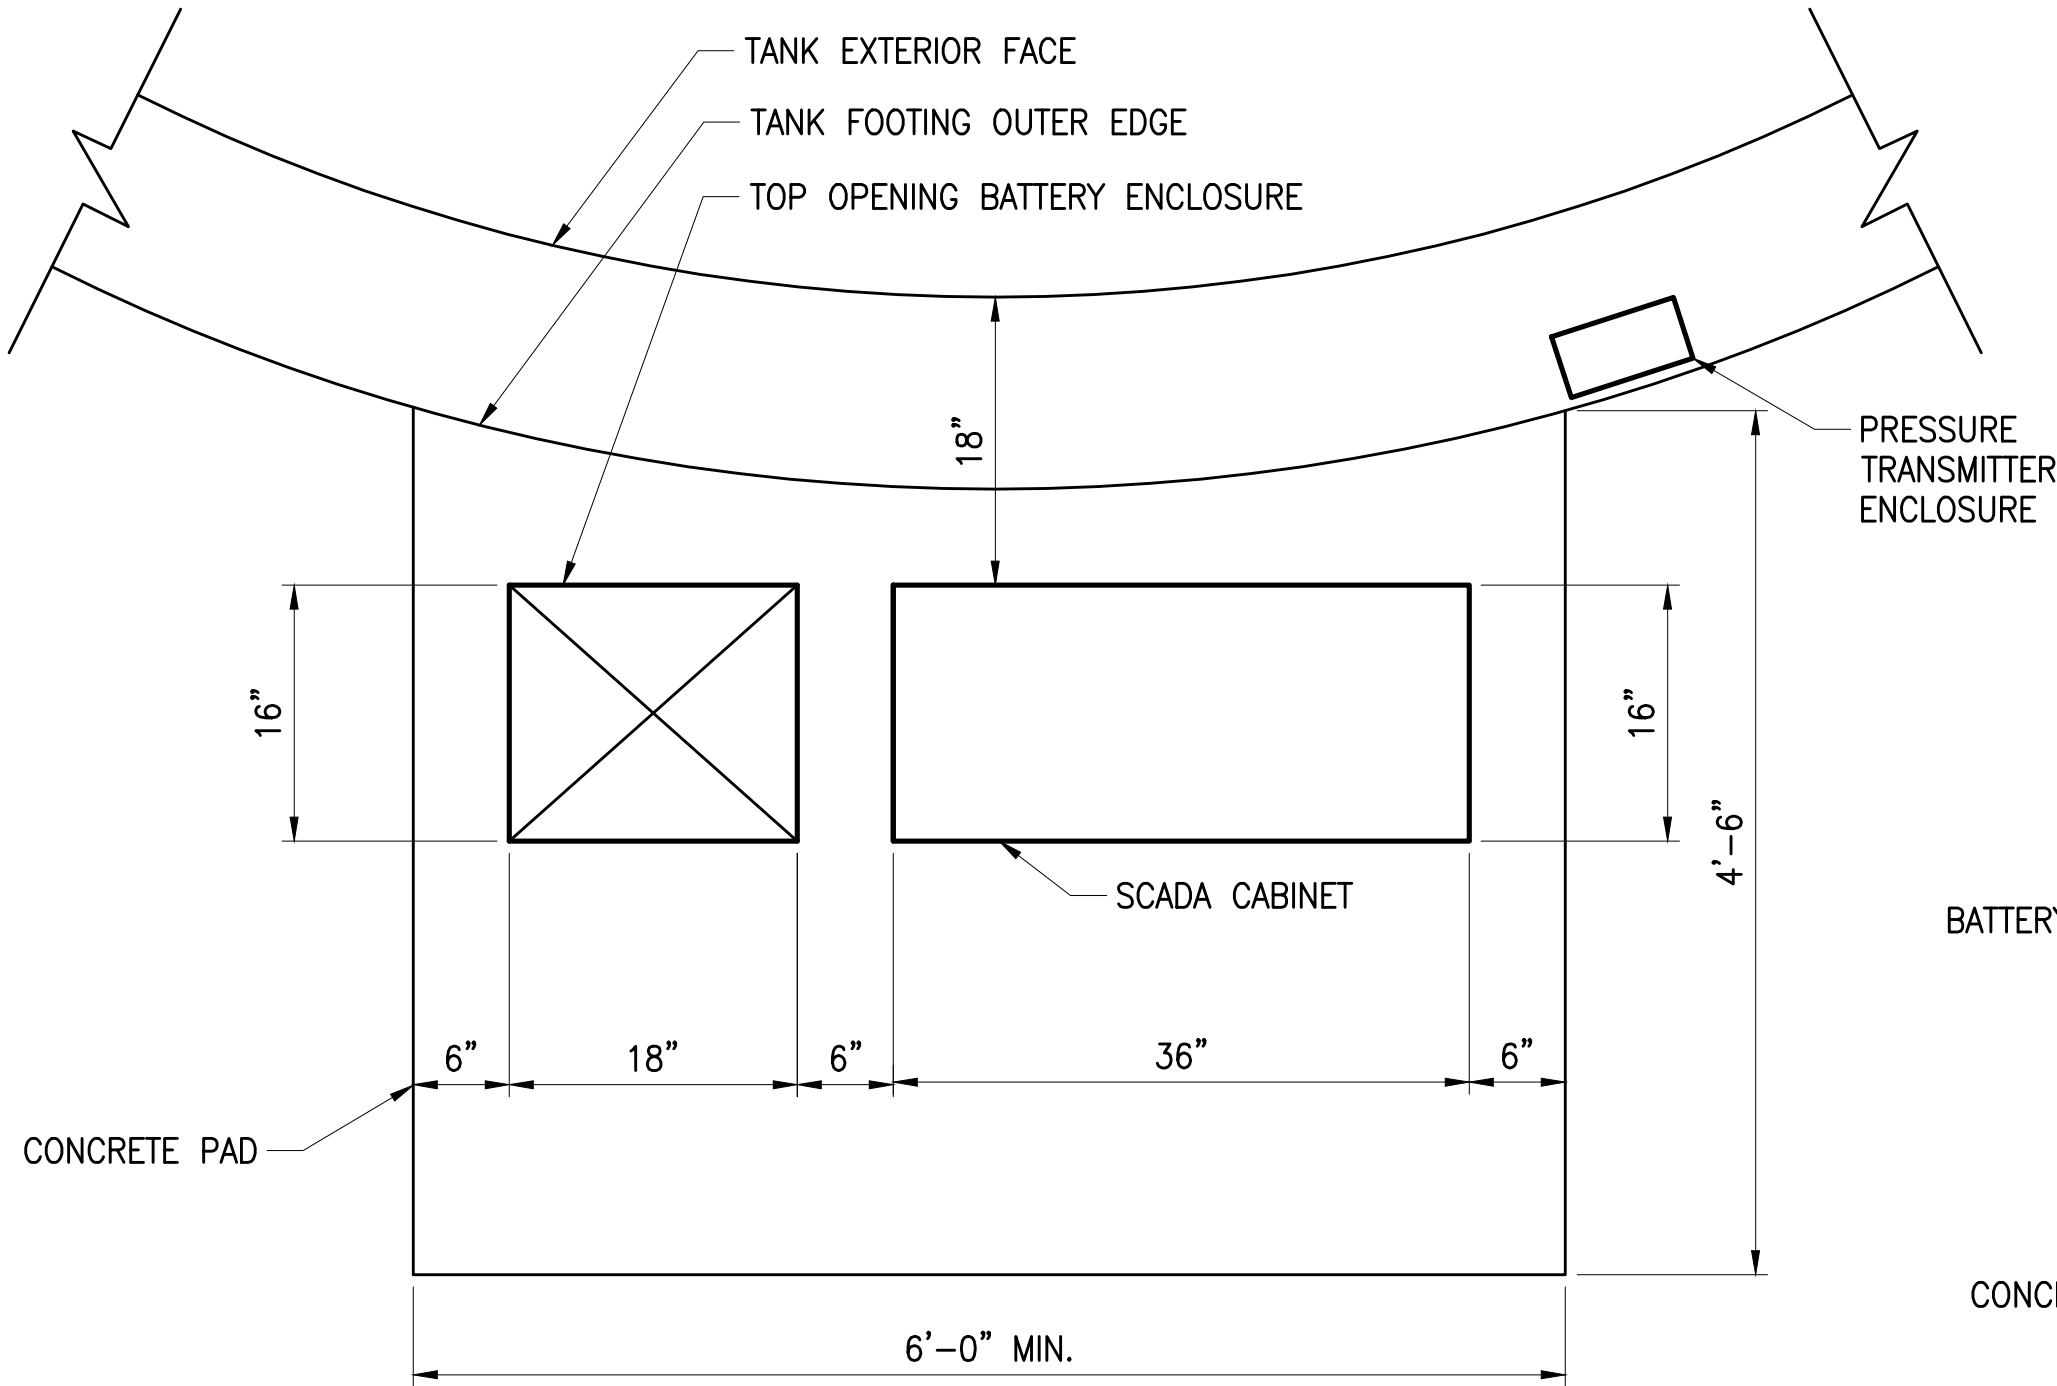 TANK EXTERIOR FACE
TANK FOOTING OUTER EDGE
TOP OPENING BATTERY ENCLOSURE
18”
PRESSURE
TRANSMITTER
ENCLOSURE
16”
16”
4’-6”
SCADA CABINET
BATTERY
6”
18”
6”
36”
6”
CONCRETE PAD
6’-0” MIN.